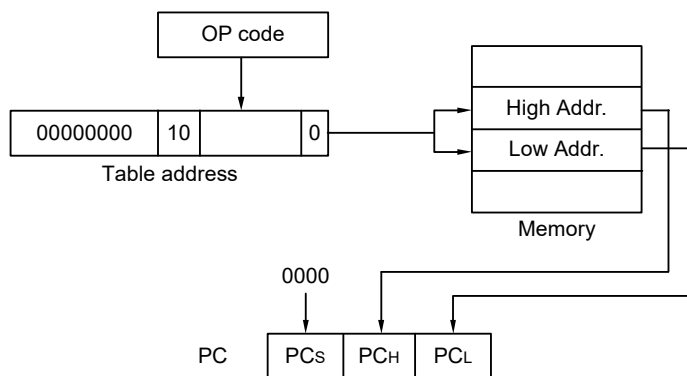 OP code
00000000 10 0
Table address
High Addr.
Low Addr.
Memory
0000
PC PCS PCH PCL